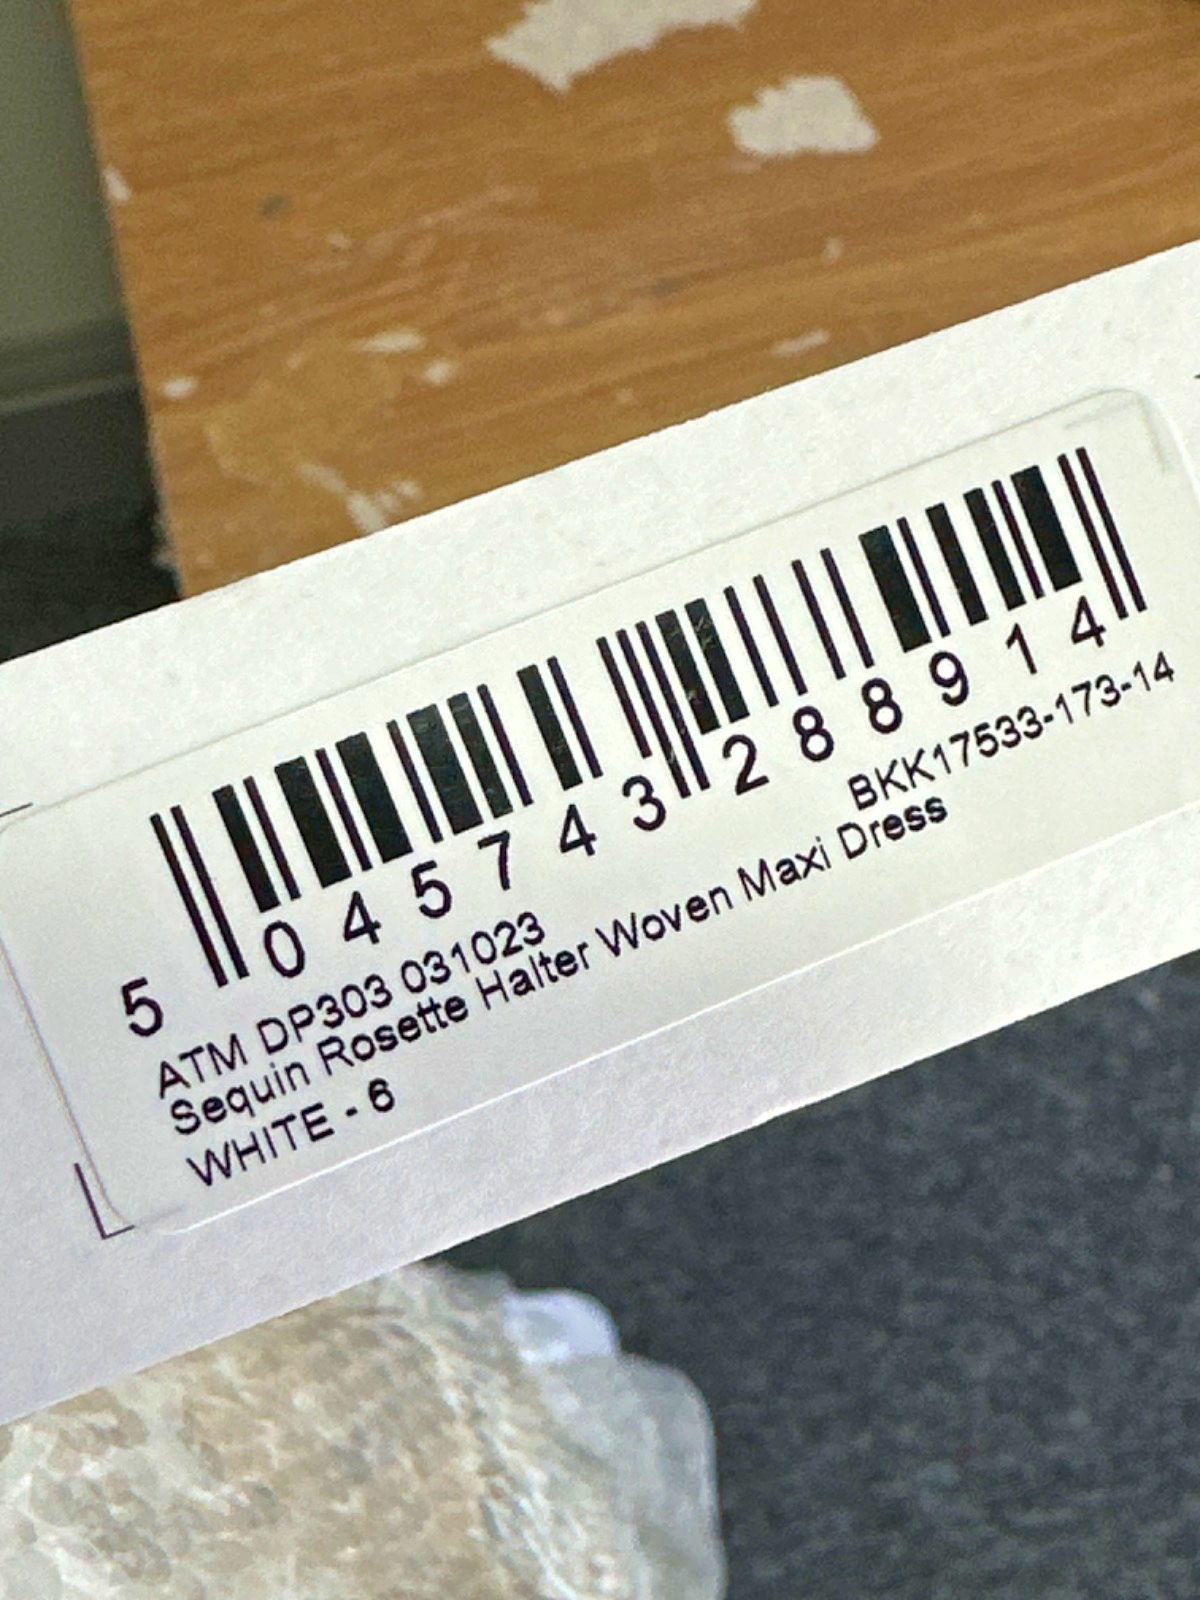 5 045743 288914
BKK17533-173-14
ATM DP303 031023
Sequin Rosette Halter Woven Maxi Dress
WHITE - 6